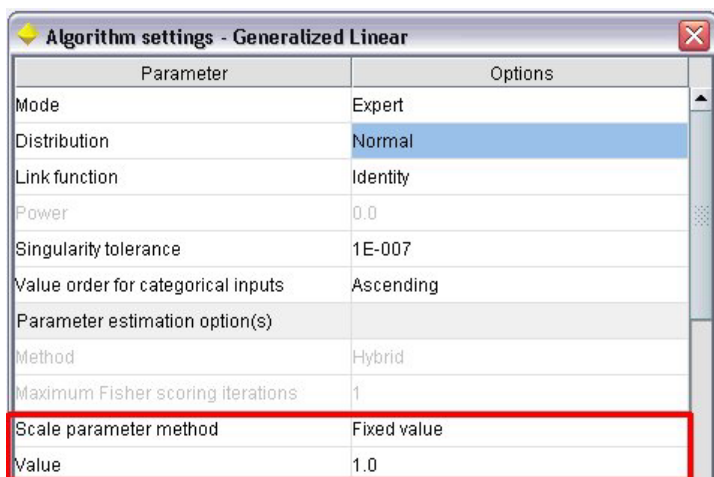 Algorithm settings - Generalized Linear
Parameter Options
Mode Expert
Distribution Normal
Link function Identity
Power 0.0
Singularity tolerance 1E-007
Value order for categorical inputs Ascending
Parameter estimation option(s)
Method Hybrid
Maximum Fisher scoring iterations 1
Scale parameter method Fixed value
Value 1.0